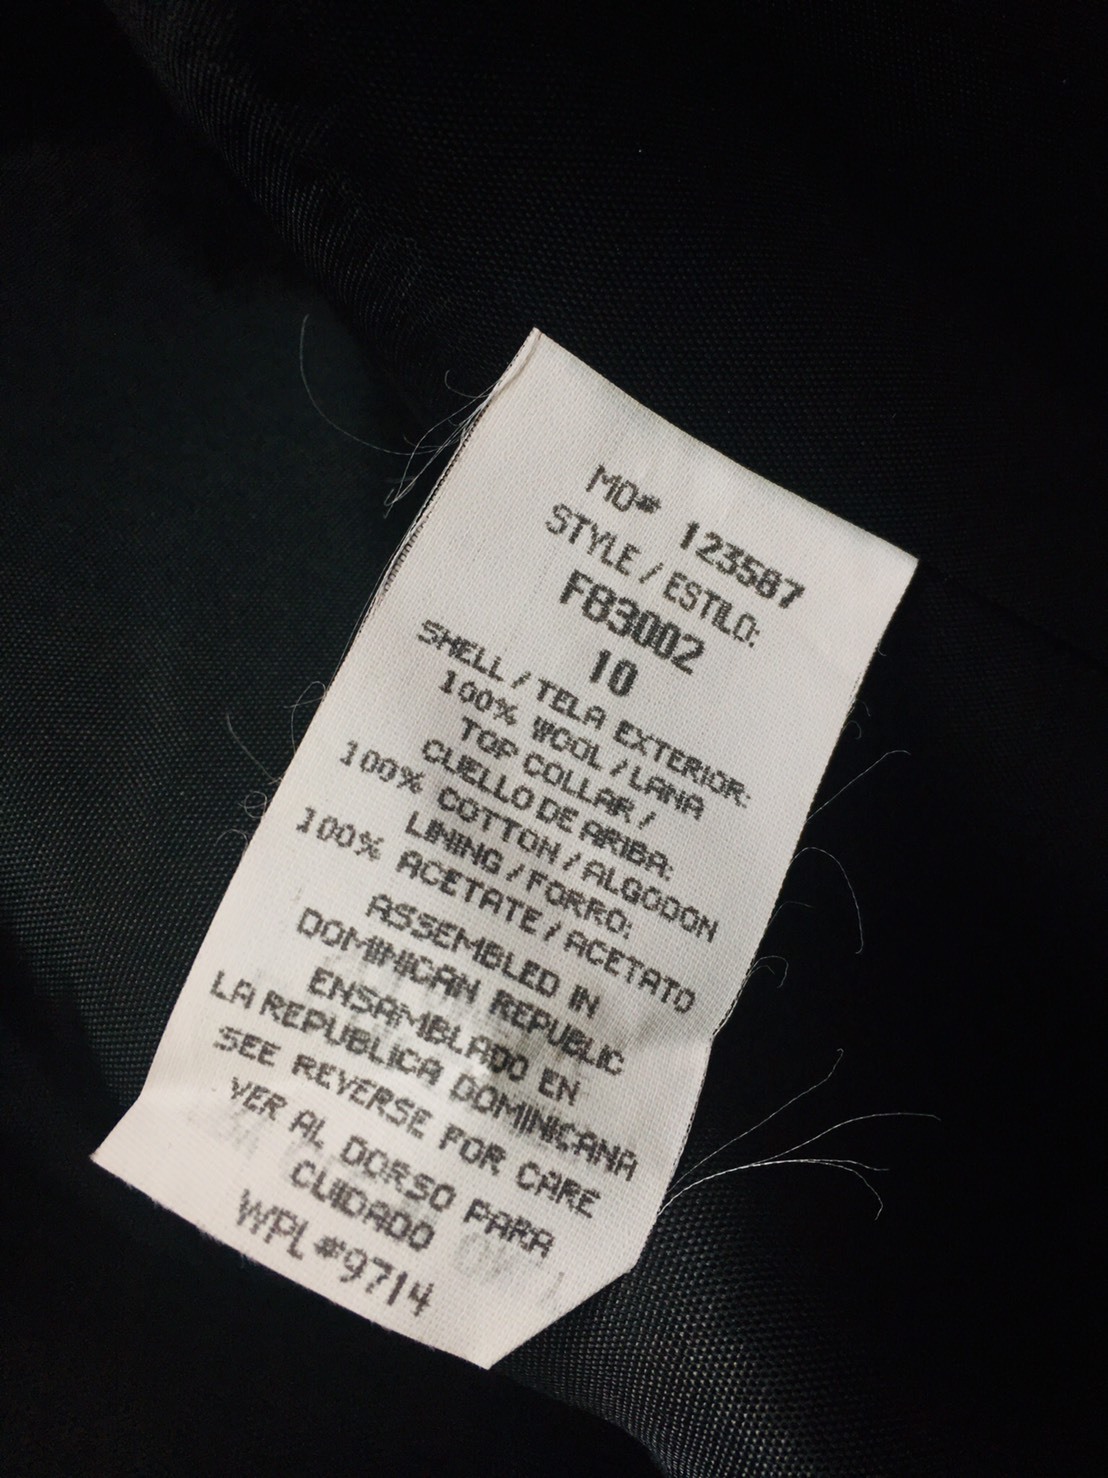 MO# 123587
STYLE / ESTILO:
FB3002
10
SHELL / TELA EXTERIOR:
100% WOOL / LANA
TOP COLLAR /
CUELLO DE ARIBA:
100% COTTON / ALGODON
LINING / FORRO:
100% ACETATE / ACETATO
ASSEMBLED IN
DOMINICAN REPUBLIC
ENSAMBLADO EN
LA REPUBLICA DOMINICANA
SEE REVERSE FOR CARE
VER AL DORSO PARA
CUIDADO
WPL #9714